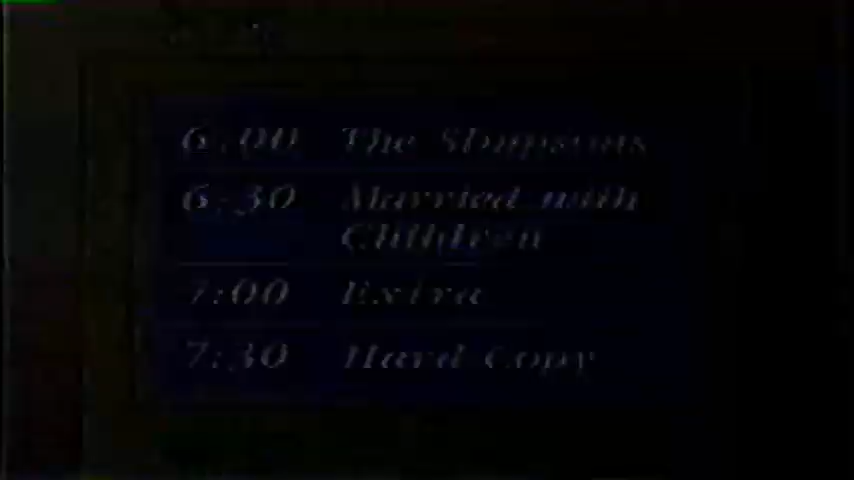 6:00 The Simpsons
6:30 Married with
Children
7:00 Extra
7:30 Hard Copy